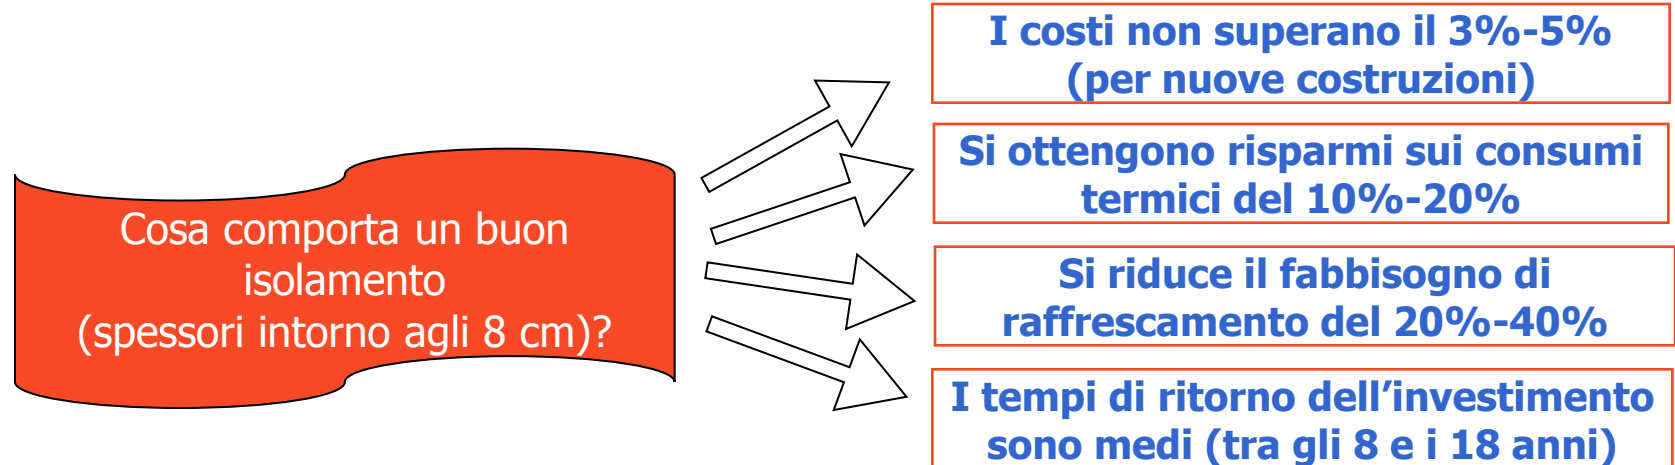 Cosa comporta un buon
isolamento
(spessori intorno agli 8 cm)?
I costi non superano il 3%-5%
(per nuove costruzioni)
Si ottengono risparmi sui consumi
termici del 10%-20%
Si riduce il fabbisogno di
raffrescamento del 20%-40%
I tempi di ritorno dell’investimento
sono medi (tra gli 8 e i 18 anni)